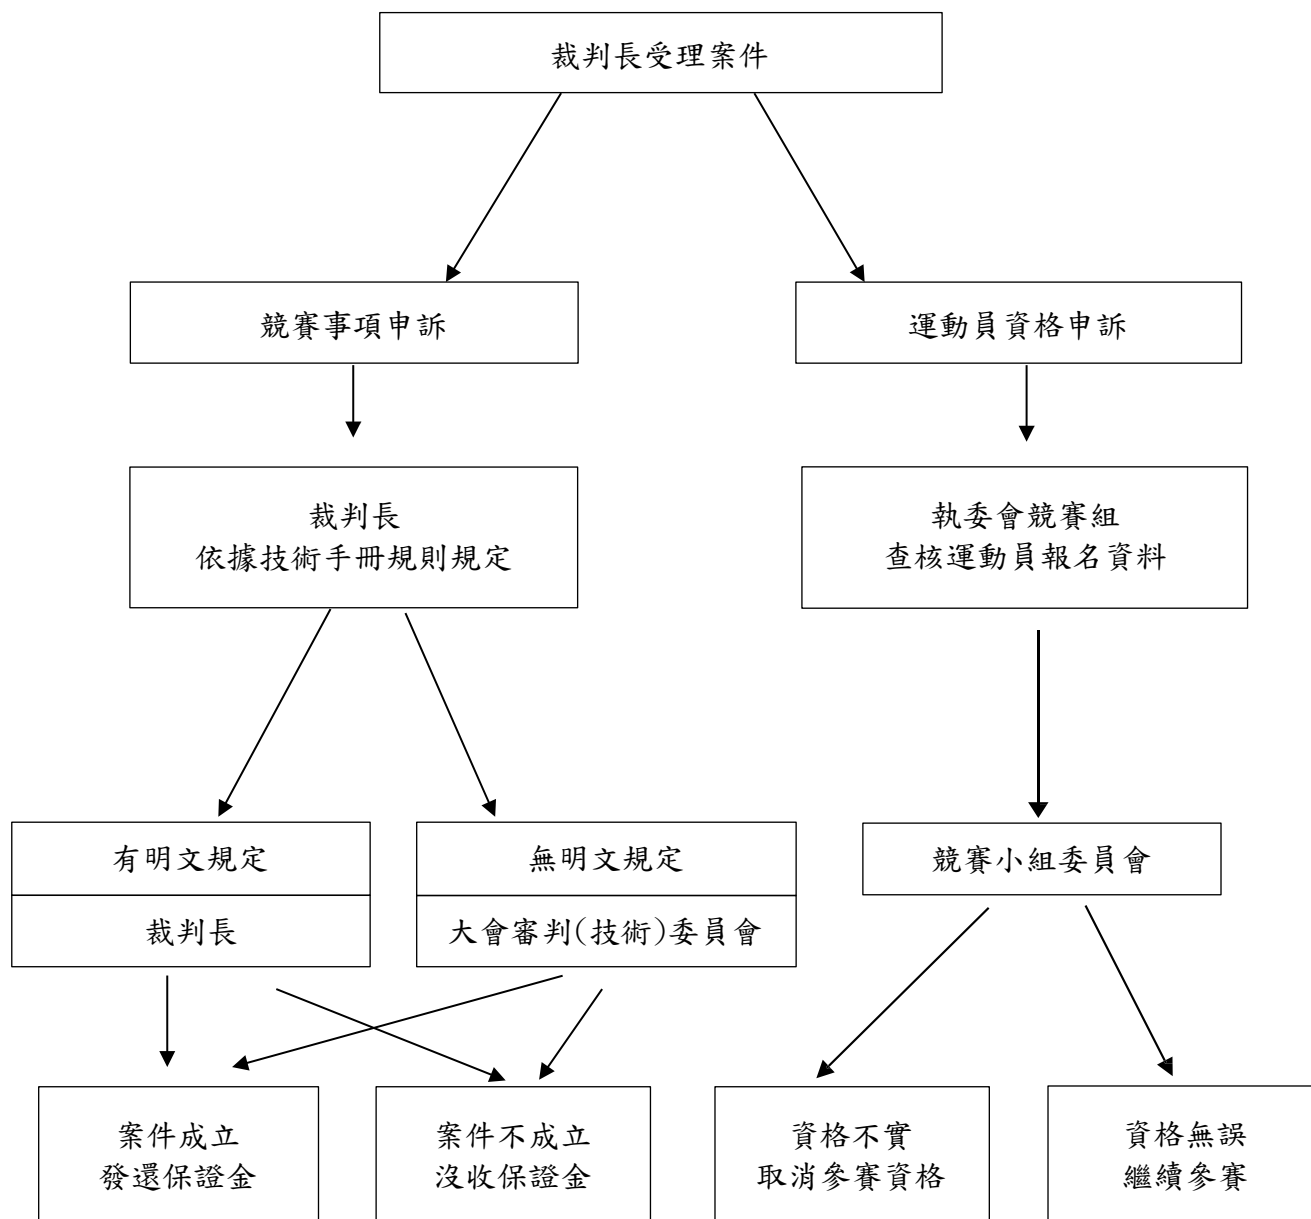 裁判長受理案件
競賽事項申訴
運動員資格申訴
裁判長
依據技術手冊規則規定
執委會競賽組
查核運動員報名資料
有明文規定
裁判長
無明文規定
大會審判(技術)委員會
競賽小組委員會
案件成立
發還保證金
案件不成立
沒收保證金
資格不實
取消參賽資格
資格無誤
繼續參賽